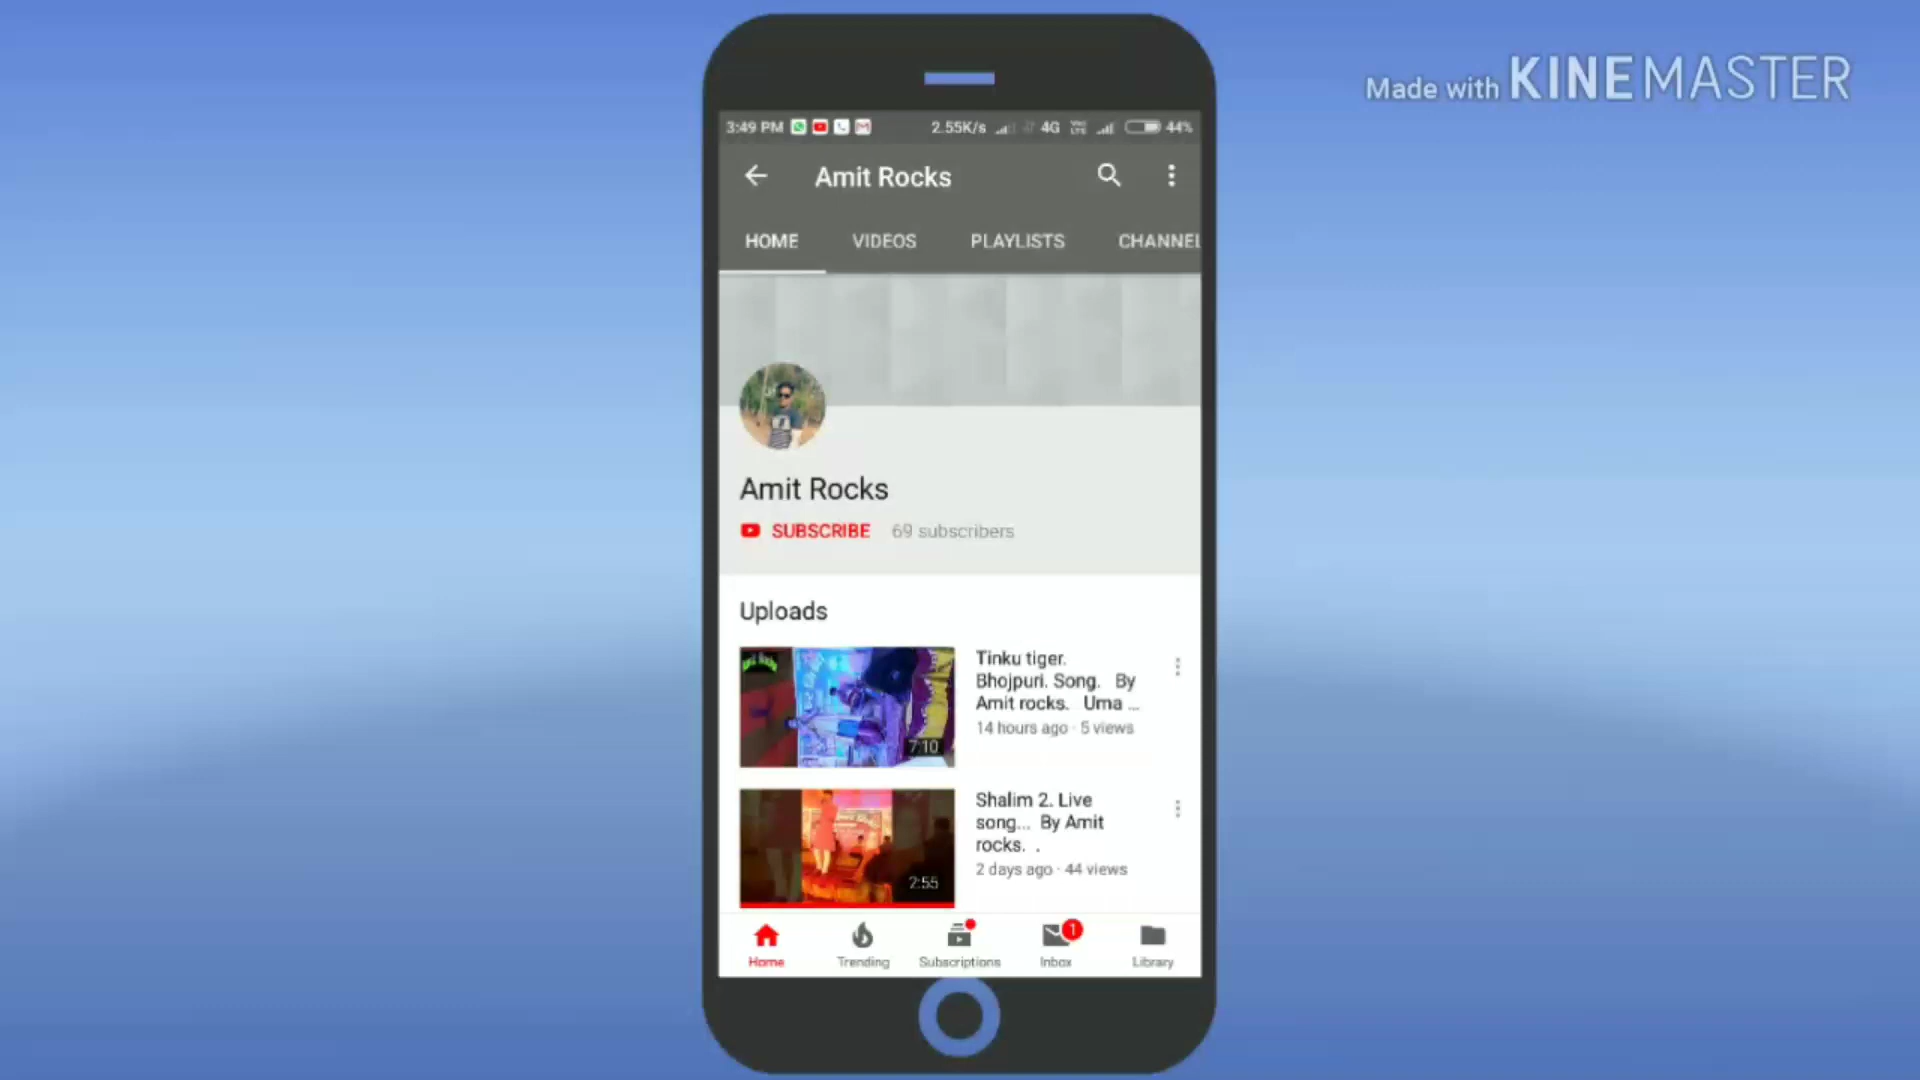 Made with KINEMASTER
3:49 PM 2.55K/s 4G 44%
Amit Rocks
HOME VIDEOS PLAYLISTS CHANNEL
Amit Rocks
SUBSCRIBE 69 subscribers
Uploads
Tinku tiger.
Bhojpuri. Song. By
Amit rocks. Uma ...
14 hours ago · 5 views
7:10
Shalim 2. Live
song... By Amit
rocks. .
2 days ago · 44 views
2:55
1
Home Trending Subscriptions Inbox Library